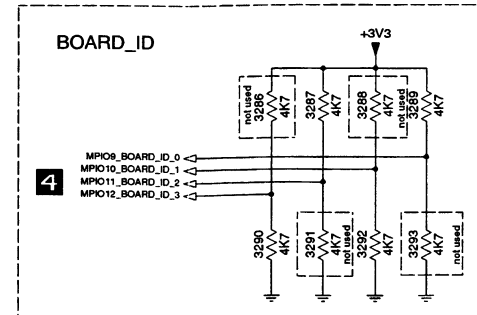 BOARD_ID
+3V3
not used
3286
4K7
3287
4K7
3288
4K7
not used
3289
4K7
MPIO9_BOARD_ID_0
MPIO10_BOARD_ID_1
MPIO11_BOARD_ID_2
MPIO12_BOARD_ID_3
4
3290
4K7
3291
4K7
not used
3292
4K7
3293
4K7
not used